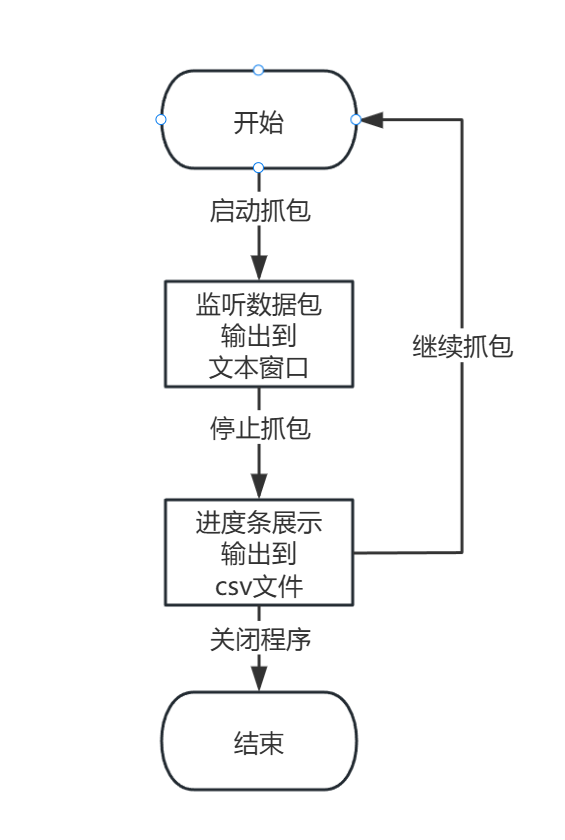 开始
启动抓包
监听数据包
输出到
文本窗口
继续抓包
停止抓包
进度条展示
输出到
csv文件
关闭程序
结束